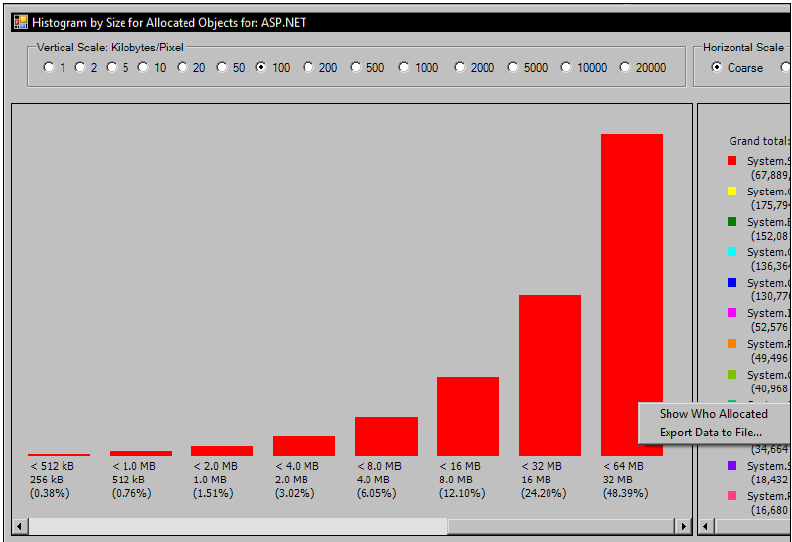 Histogram by Size for Allocated Objects for: ASP.NET
Vertical Scale: Kilobytes/Pixel
1 2 5 10 20 50 100 200 500 1000 2000 5000 10000 20000
Horizontal Scale
Coarse
< 512 kB
256 kB
(0.38%)
< 1.0 MB
512 kB
(0.76%)
< 2.0 MB
1.0 MB
(1.51%)
< 4.0 MB
2.0 MB
(3.02%)
< 8.0 MB
4.0 MB
(6.05%)
< 16 MB
8.0 MB
(12.10%)
< 32 MB
16 MB
(24.20%)
< 64 MB
32 MB
(48.39%)
Grand total:
System.S
(67,889,
System.C
(175,794
System.B
(152,081
System.C
(136,364
System.C
(130,770
System.I
(52,576
System.R
(49,496
System.C
(40,968
Show Who Allocated
Export Data to File...
(34,664
System.S
(18,432
System.R
(16,680